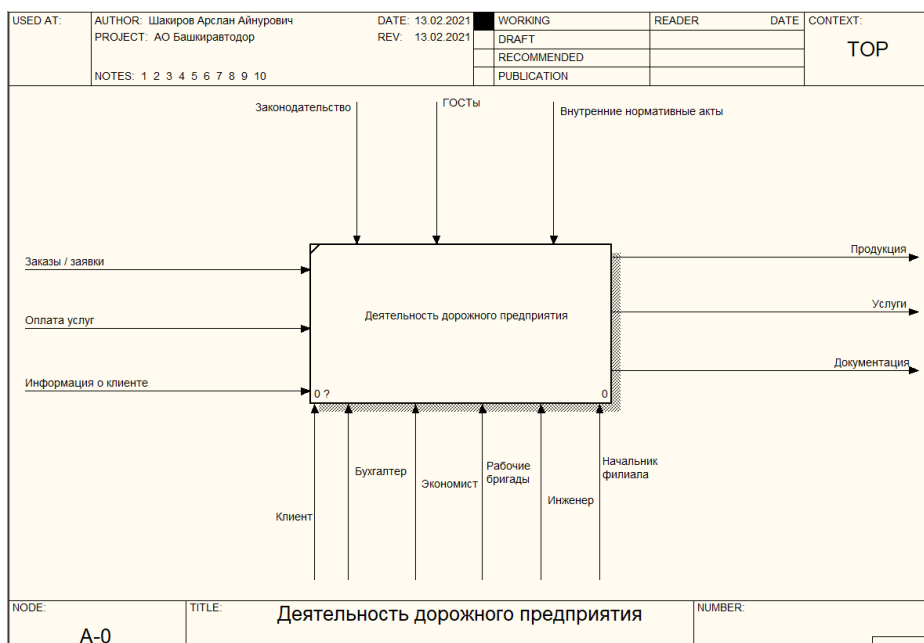 USED AT:
AUTHOR: Шакиров Арслан Айнурович
DATE: 13.02.2021
WORKING
READER
DATE
CONTEXT:
PROJECT: АО Башкиравтодор
REV: 13.02.2021
DRAFT
TOP
RECOMMENDED
NOTES: 1 2 3 4 5 6 7 8 9 10
PUBLICATION
Законодательство
ГОСТы
Внутренние нормативные акты
Заказы / заявки
Продукция
Оплата услуг
Деятельность дорожного предприятия
Услуги
Информация о клиенте
Документация
0 ?
0
Бухгалтер
Экономист
Рабочие
бригады
Начальник
филиала
Инженер
Клиент
NODE:
TITLE:
Деятельность дорожного предприятия
NUMBER:
A-0